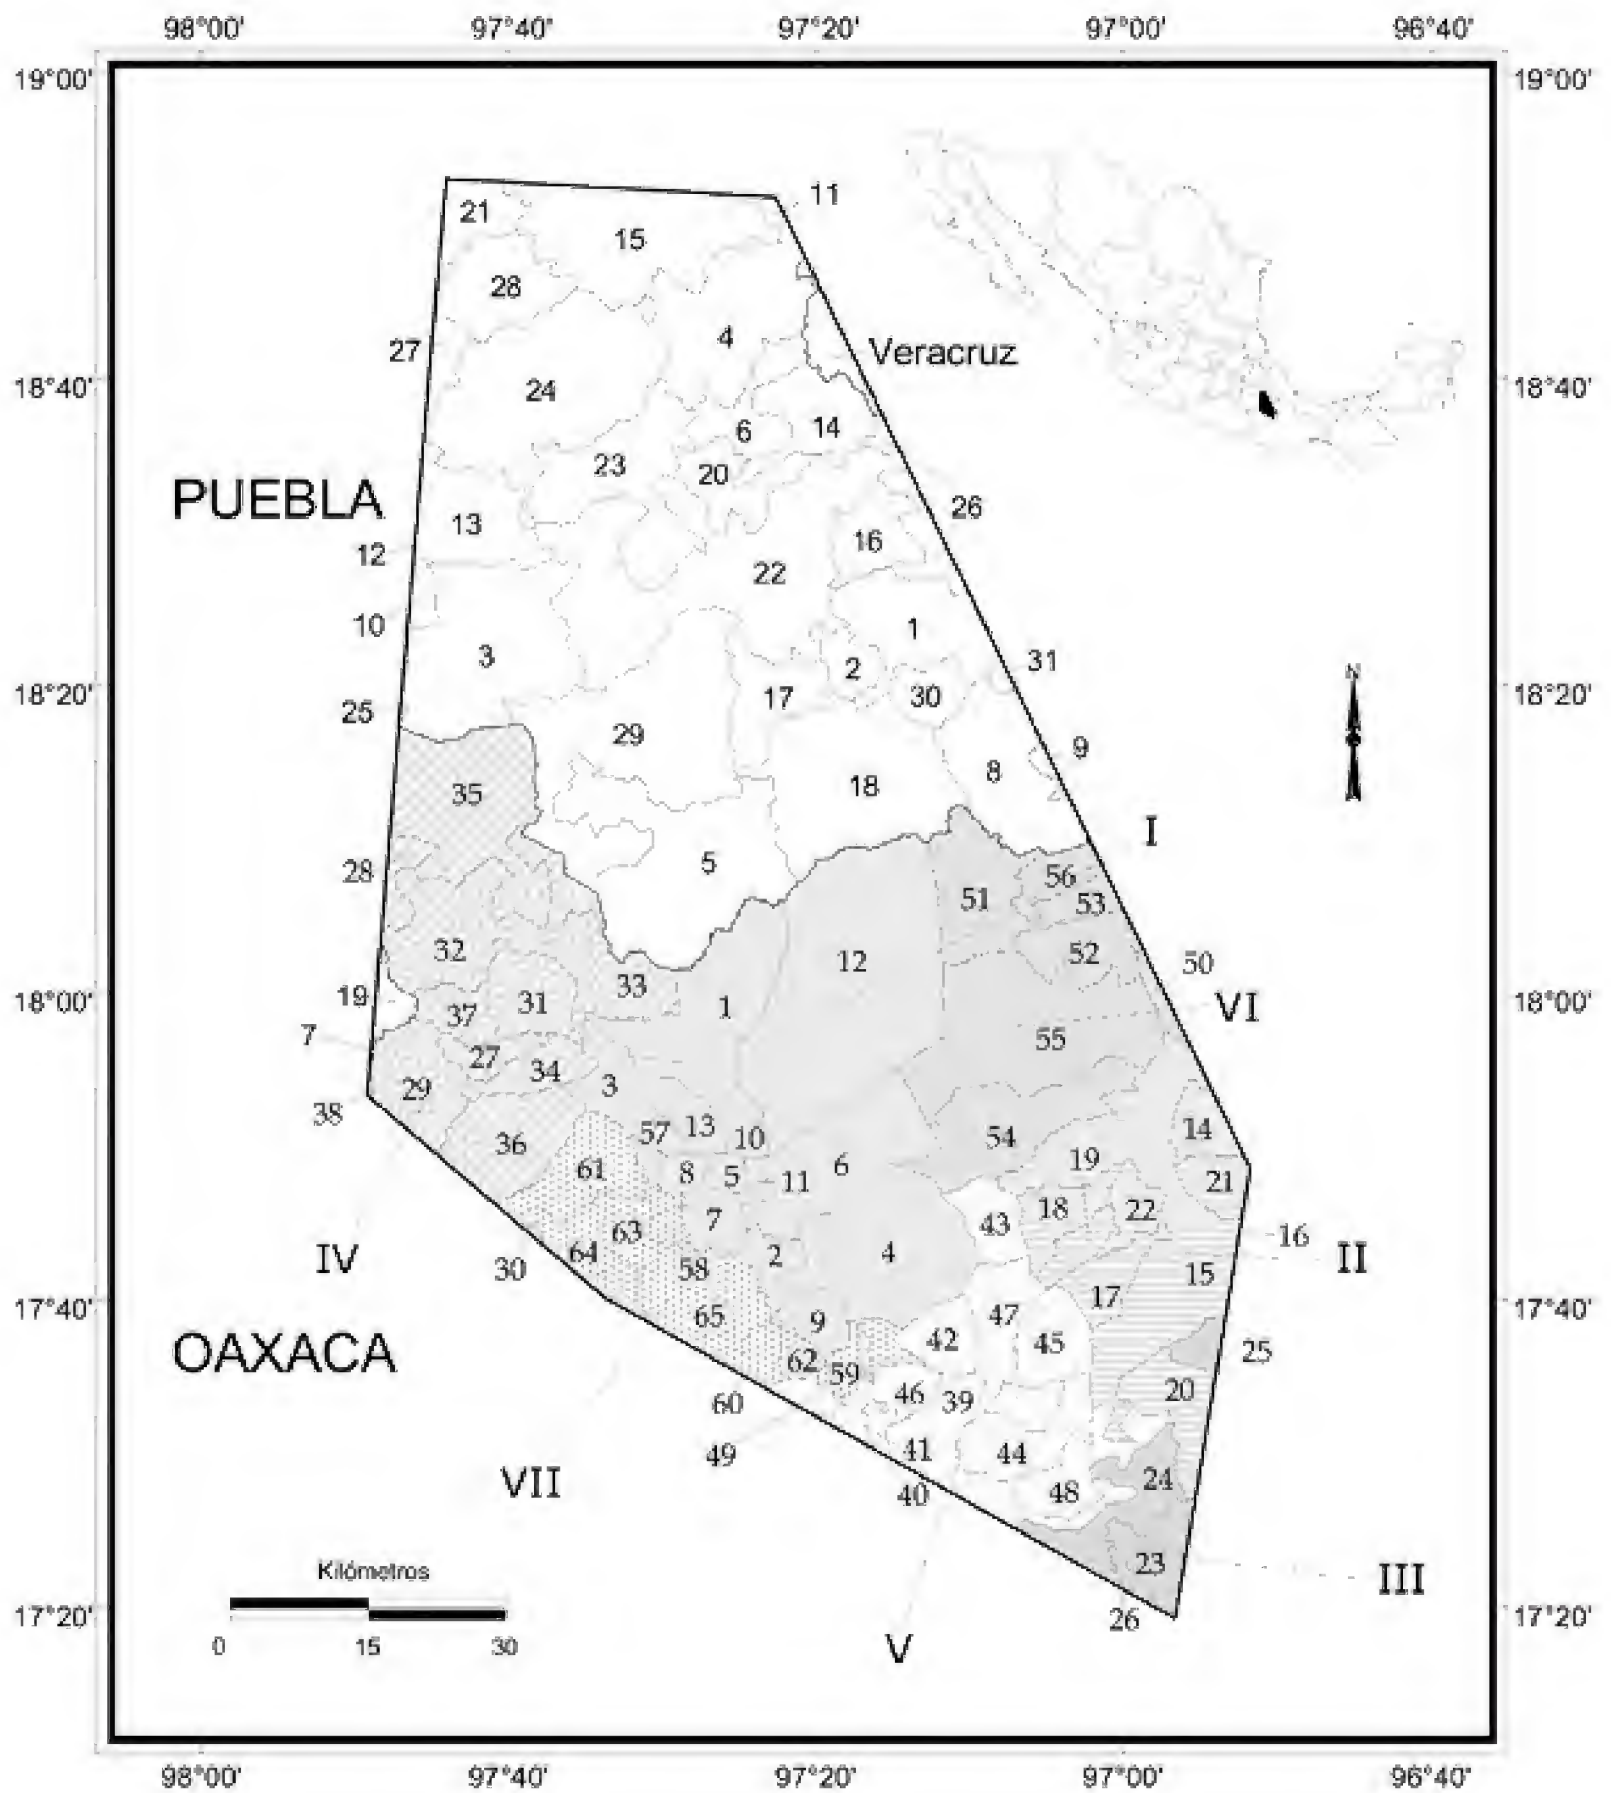 98°00' 97°40' 97°20' 97°00' 96°40'
19°00' 19°00'
11
21
15
28
4
27 Veracruz
18°40' 18°40'
24
6 14
23 20
PUEBLA 26
13
12 16
22
10 1
3 2 31
18°20' 17 30 18°20'
25
29 9
N
8
35 18
I
5
28 56
51 53
32 12 52 50
33
18°00' 19 31 1 VI 18°00'
37
7 55
27 34
29 3
38 13 14
36 57 10 54
19
61 8 5 11 6 21
7 18 22
43
63 16
IV 64 2 4 II
30 58 15
17
17°40' 65 9 47 17°40'
42 45
OAXACA 25
62 59 20
60 46 39
49 41 44
VII 24
40 48
23
Kilómetros III
17°20' 26 17°20'
0 15 30
V
98°00' 97°40' 97°20' 97°00' 96°40'